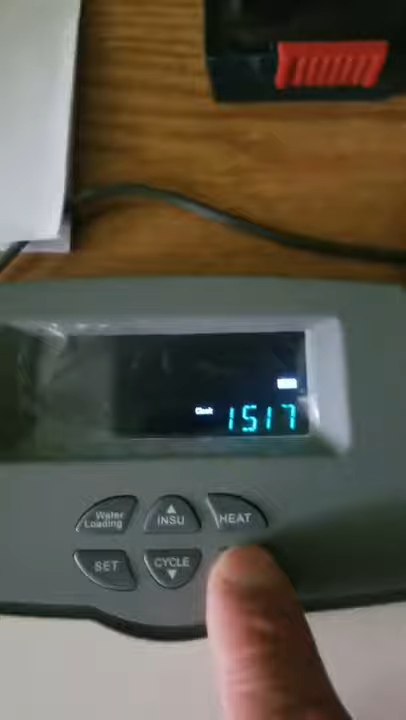 Clock 1517
Water Loading
▲ INSU
HEAT
SET
CYCLE ▼